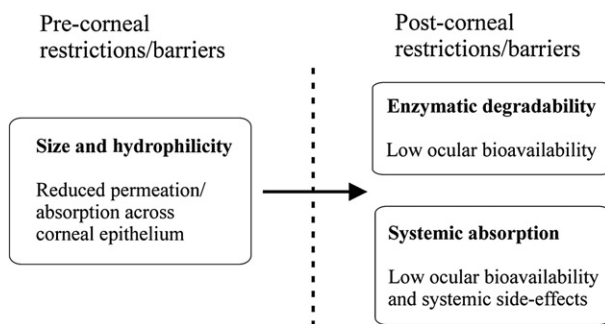 Pre-corneal
restrictions/barriers
Size and hydrophilicity
Reduced permeation/
absorption across
corneal epithelium
Post-corneal
restrictions/barriers
Enzymatic degradability
Low ocular bioavailability
Systemic absorption
Low ocular bioavailability
and systemic side-effects